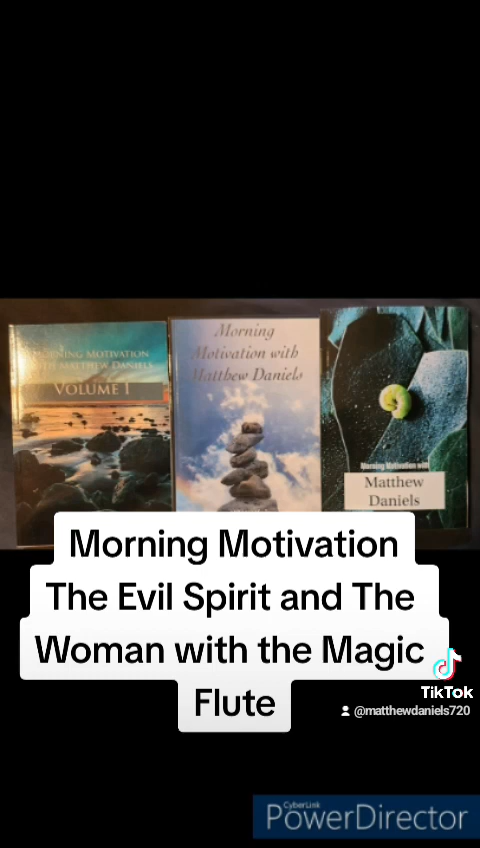 MORNING MOTIVATION
WITH MATTHEW DANIELS
VOLUME 1
Morning
Motivation with
Matthew Daniels
Morning Motivation with
Matthew
Daniels
Morning Motivation
The Evil Spirit and The
Woman with the Magic
Flute
TikTok
@matthewdaniels720
CyberLink
PowerDirector